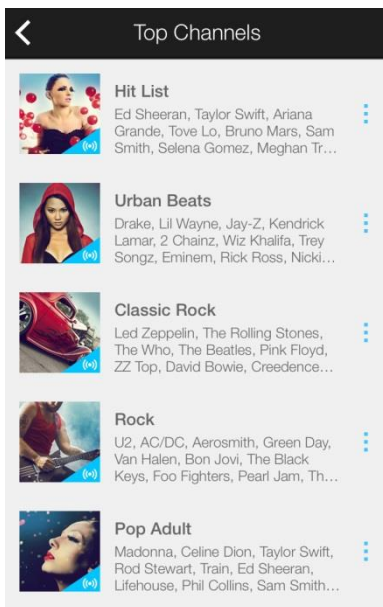 Top Channels
Hit List
Ed Sheeran, Taylor Swift, Ariana
Grande, Tove Lo, Bruno Mars, Sam
Smith, Selena Gomez, Meghan Tr...
Urban Beats
Drake, Lil Wayne, Jay-Z, Kendrick
Lamar, 2 Chainz, Wiz Khalifa, Trey
Songz, Eminem, Rick Ross, Nicki...
Classic Rock
Led Zeppelin, The Rolling Stones,
The Who, The Beatles, Pink Floyd,
ZZ Top, David Bowie, Creedence...
Rock
U2, AC/DC, Aerosmith, Green Day,
Van Halen, Bon Jovi, The Black
Keys, Foo Fighters, Pearl Jam, Th...
Pop Adult
Madonna, Celine Dion, Taylor Swift,
Rod Stewart, Train, Ed Sheeran,
Lifehouse, Phil Collins, Sam Smith...